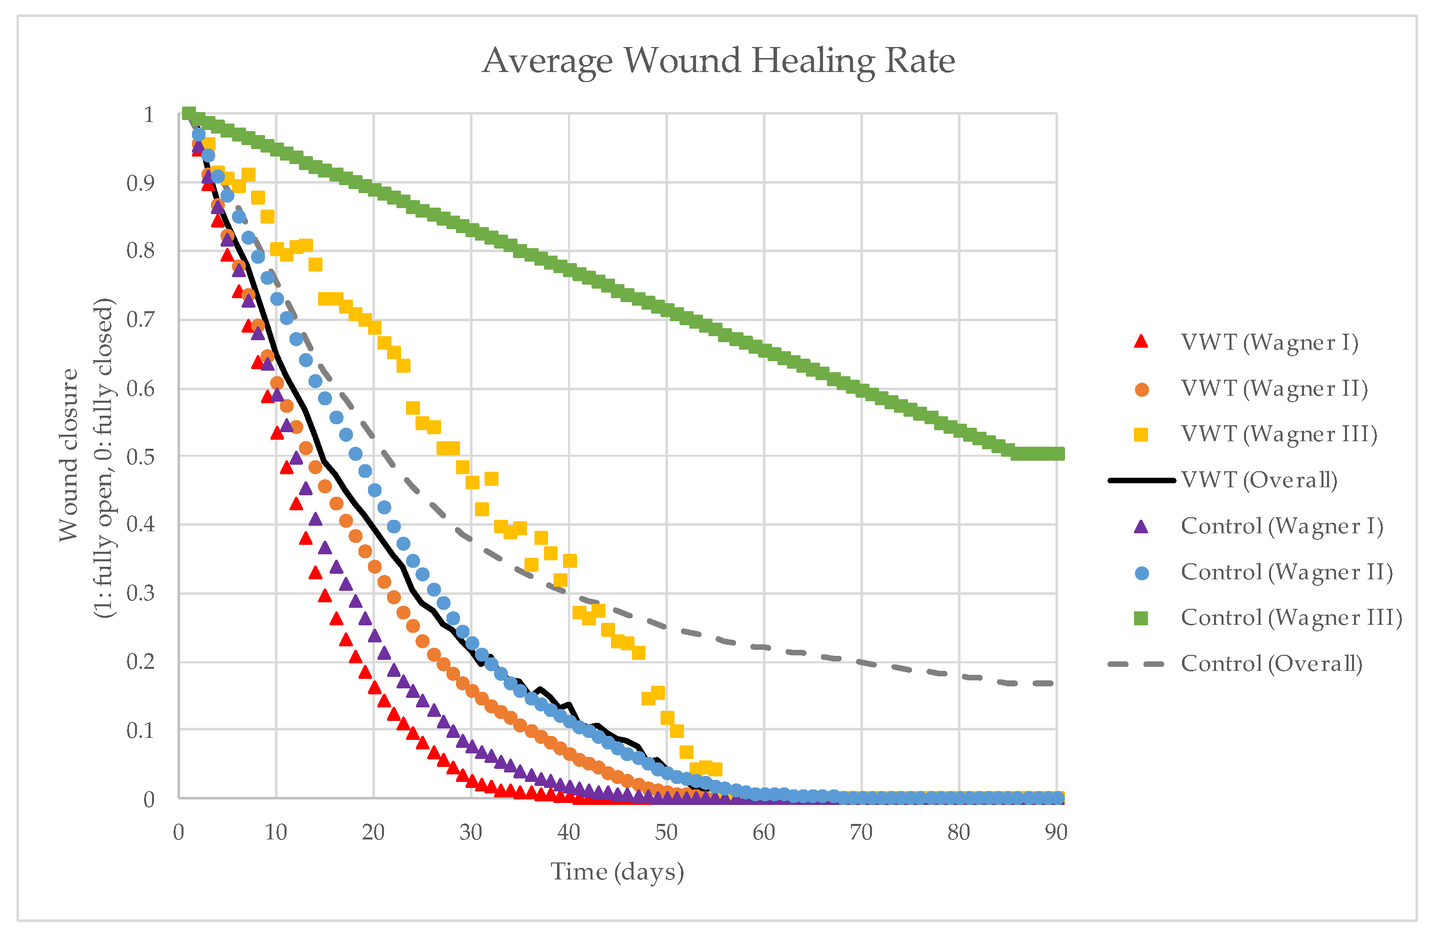 Average Wound Healing Rate
Wound closure
(1: fully open, 0: fully closed)
1
0.9
0.8
0.7
0.6
0.5
0.4
0.3
0.2
0.1
0
0 10 20 30 40 50 60 70 80 90
Time (days)
VWT (Wagner I)
VWT (Wagner II)
VWT (Wagner III)
VWT (Overall)
Control (Wagner I)
Control (Wagner II)
Control (Wagner III)
Control (Overall)